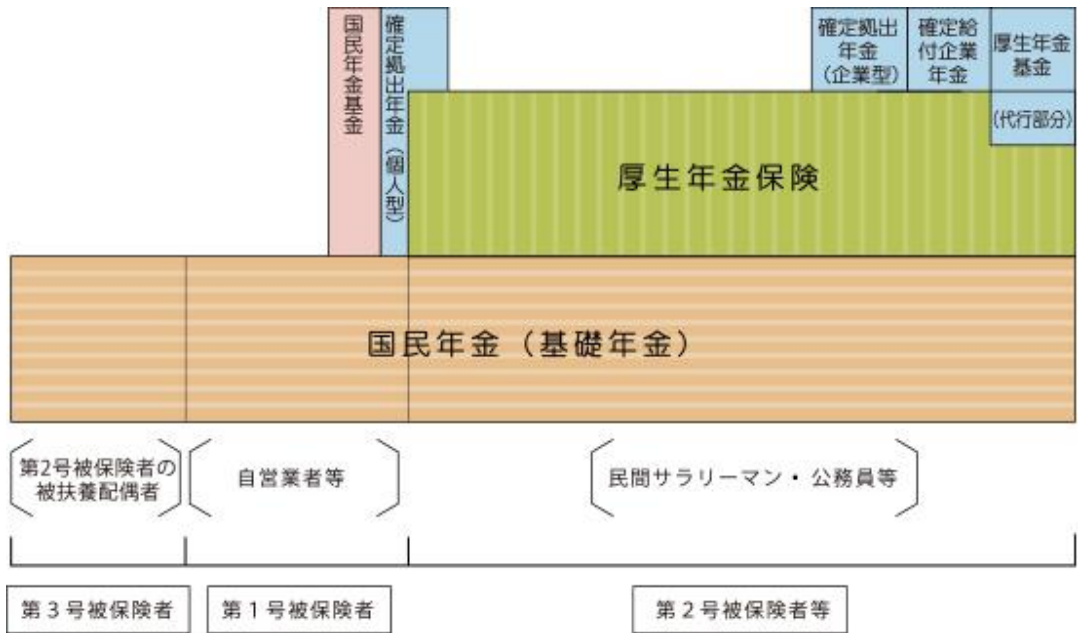 国民年金基金
確定拠出年金（個人型）
確定拠出
年金
（企業型）
確定給
付企業
年金
厚生年金
基金
(代行部分)
厚生年金保険
国民年金（基礎年金）
第2号被保険者の
被扶養配偶者
自営業者等
民間サラリーマン・公務員等
第３号被保険者
第１号被保険者
第２号被保険者等